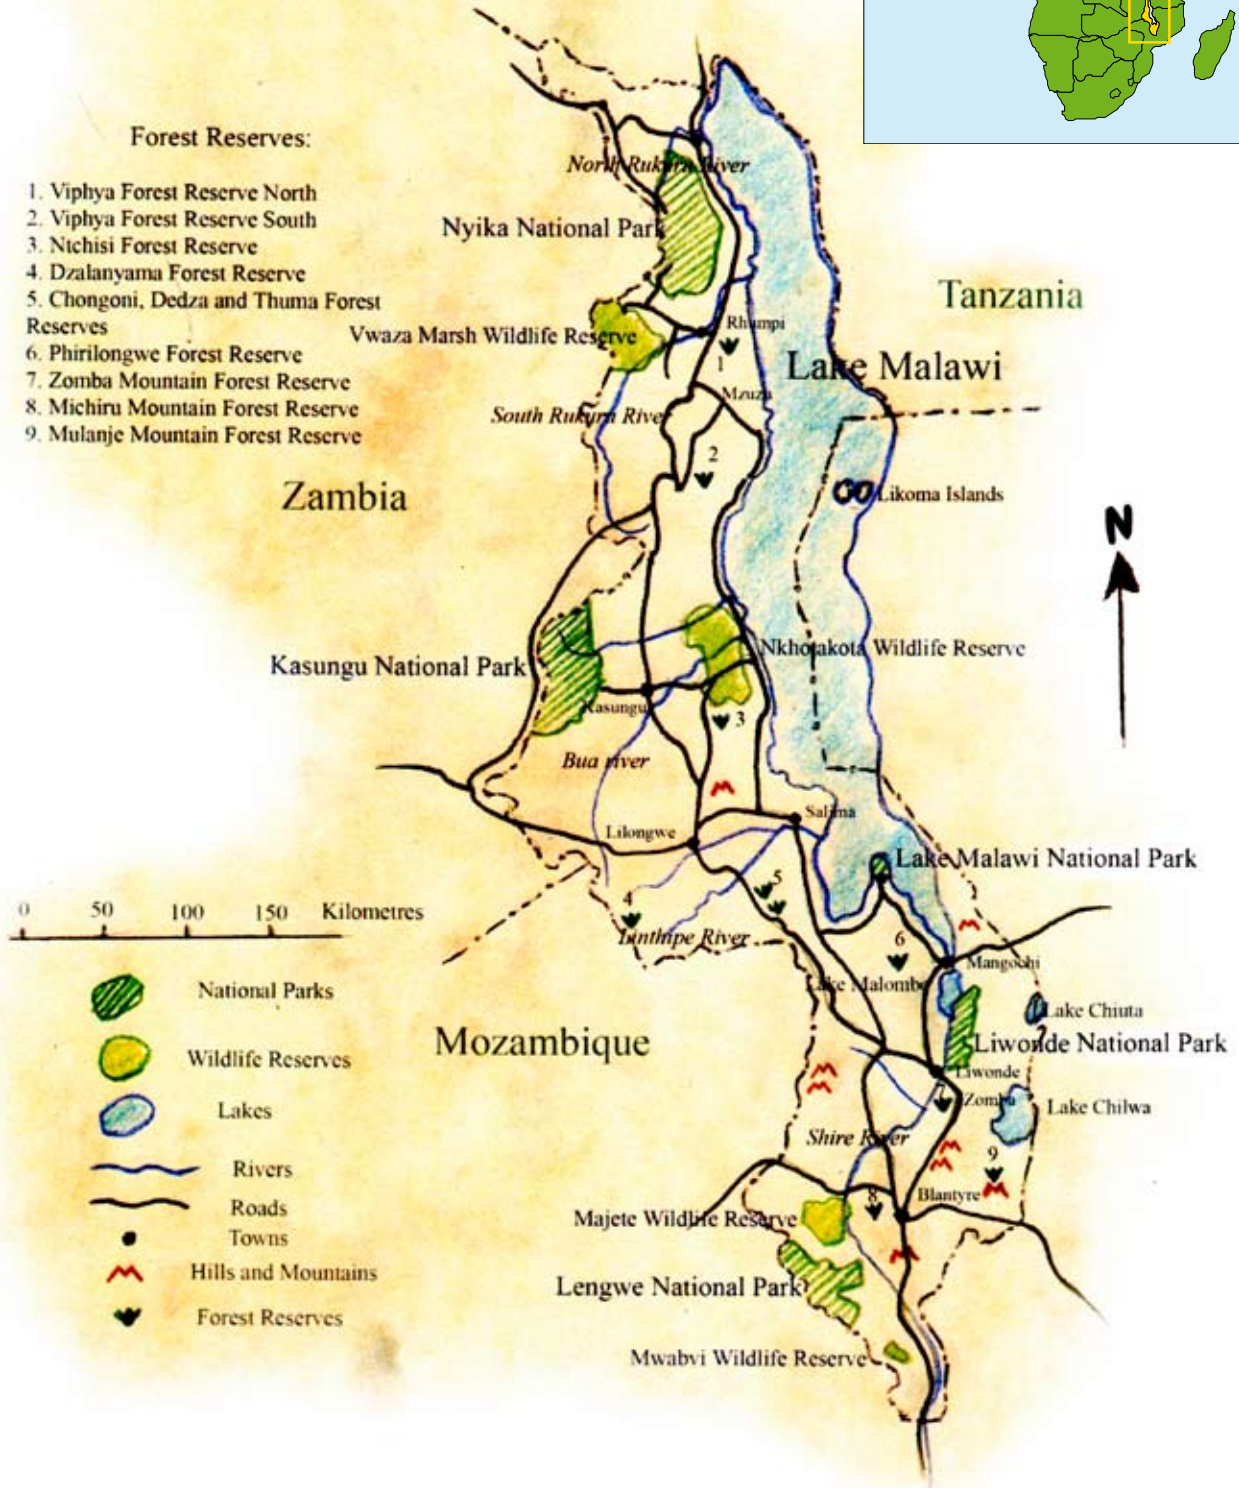 Forest Reserves:
1. Viphya Forest Reserve North
2. Viphya Forest Reserve South
3. Ntchisi Forest Reserve
4. Dzalanyama Forest Reserve
5. Chongoni, Dedza and Thuma Forest
Reserves
6. Phirilongwe Forest Reserve
7. Zomba Mountain Forest Reserve
8. Michiru Mountain Forest Reserve
9. Mulanje Mountain Forest Reserve
North Rukuru River
Nyika National Park
Tanzania
Rhumpi
Vwaza Marsh Wildlife Reserve
1
Lake Malawi
Mzuzu
South Rukuru River
2
Zambia
Likoma Islands
N
Nkhotakota Wildlife Reserve
Kasungu National Park
Kasungu
3
Bua river
Salima
Lilongwe
Lake Malawi National Park
5
4
0 50 100 150 Kilometres
Linthipe River
6
Mangochi
Lake Malombe
National Parks
Lake Chiuta
Mozambique
Liwonde National Park
Wildlife Reserves
Liwonde
7
Zomba
Lakes
Lake Chilwa
Shire River
9
Rivers
8
Blantyre
Roads
Majete Wildlife Reserve
Towns
Hills and Mountains
Lengwe National Park
Forest Reserves
Mwabvi Wildlife Reserve